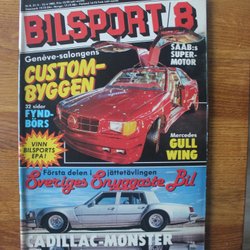 BILSPORT/8
Genève-salongens
CUSTOM-
BYGGEN
SAAB:s
SUPER-
MOTOR
32 sidor
FYND-
BÖRS
VINN
BILSPORTS
EPA!
Mercedes
GULL
WING
Första delen i jättetävlingen
Sveriges Snyggaste Bil
CADILLAC-MONSTER